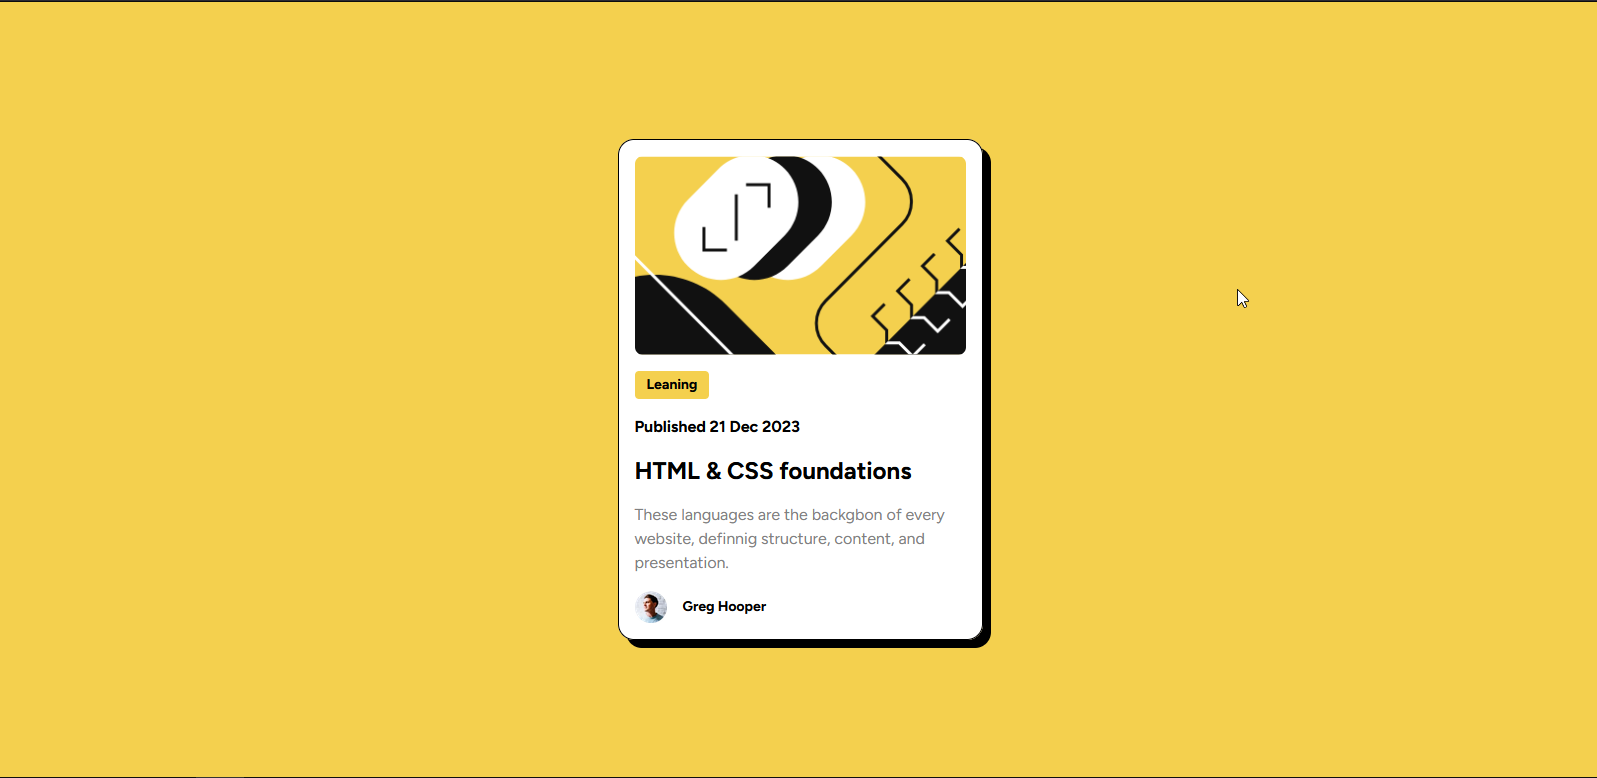 Leaning
Published 21 Dec 2023
HTML & CSS foundations
These languages are the backgbon of every
website, definnig structure, content, and
presentation.
Greg Hooper